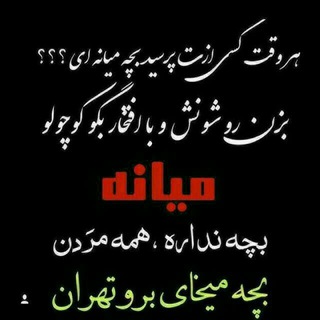 هر وقت کسی ازت پرسید بچه میانه ای ؟؟؟
بزن رو شونش و با افتخار بگو کوچولو
میانه
بچه نداره ،همه مَردن
بچه میخای برو تهران